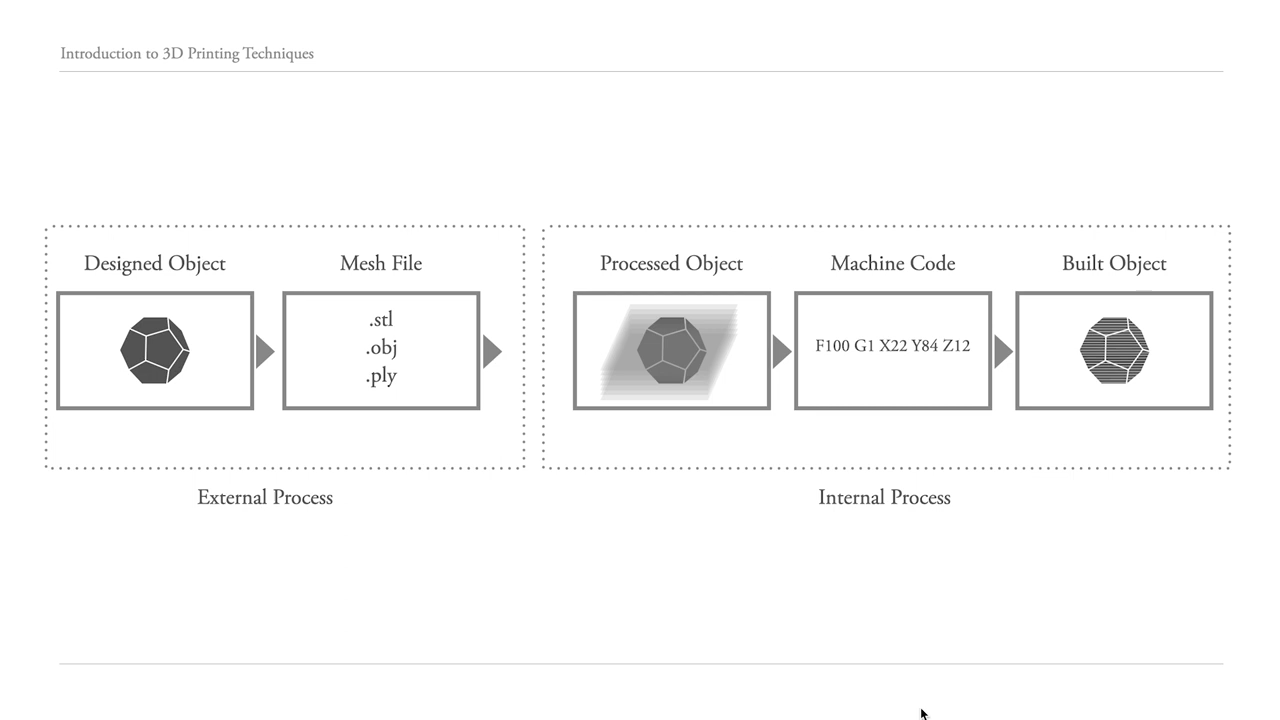 Introduction to 3D Printing Techniques
Designed Object
Mesh File
Processed Object
Machine Code
Built Object
.stl
.obj
.ply
F100 G1 X22 Y84 Z12
External Process
Internal Process